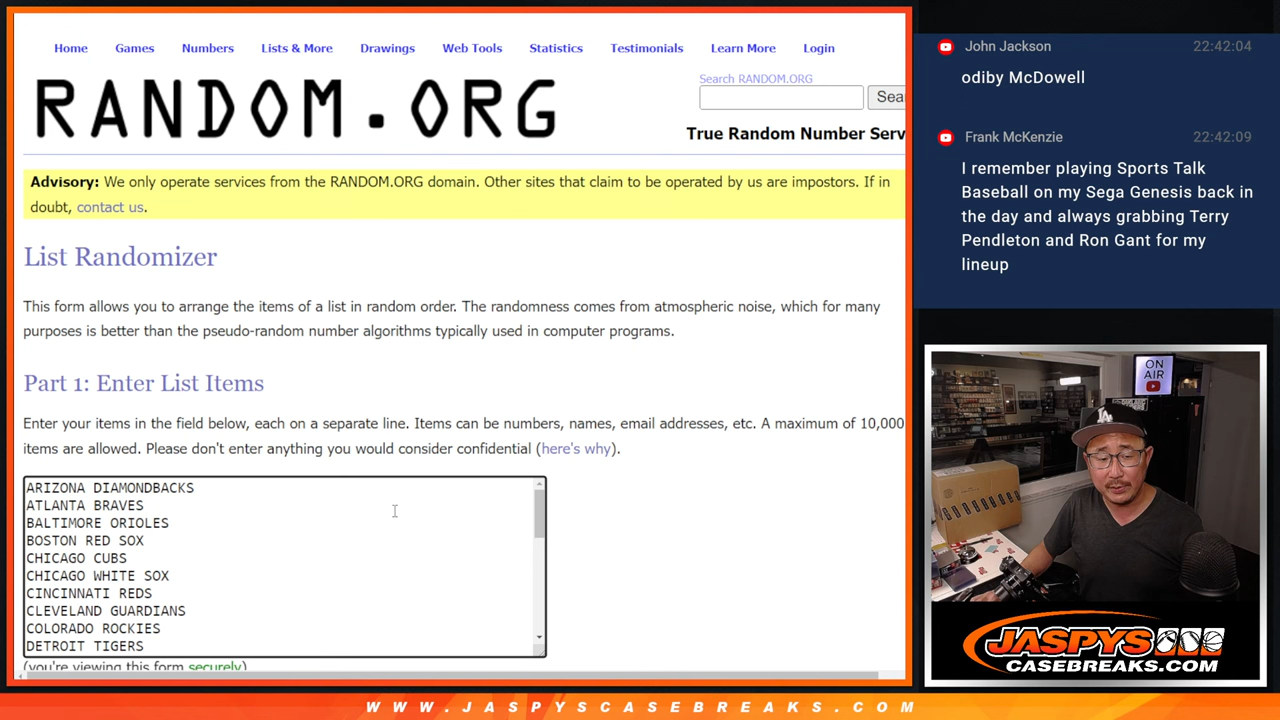 Home Games Numbers Lists & More Drawings Web Tools Statistics Testimonials Learn More Login
RANDOM.ORG
Search RANDOM.ORG
Sea
True Random Number Serv
Advisory: We only operate services from the RANDOM.ORG domain. Other sites that claim to be operated by us are impostors. If in
doubt, contact us.
List Randomizer
This form allows you to arrange the items of a list in random order. The randomness comes from atmospheric noise, which for many
purposes is better than the pseudo-random number algorithms typically used in computer programs.
Part 1: Enter List Items
Enter your items in the field below, each on a separate line. Items can be numbers, names, email addresses, etc. A maximum of 10,000
items are allowed. Please don't enter anything you would consider confidential (here's why).
ARIZONA DIAMONDBACKS
ATLANTA BRAVES
BALTIMORE ORIOLES
BOSTON RED SOX
CHICAGO CUBS
CHICAGO WHITE SOX
CINCINNATI REDS
CLEVELAND GUARDIANS
COLORADO ROCKIES
DETROIT TIGERS
(you're viewing this form securely)
John Jackson 22:42:04
odiby McDowell
Frank McKenzie 22:42:09
I remember playing Sports Talk
Baseball on my Sega Genesis back in
the day and always grabbing Terry
Pendleton and Ron Gant for my
lineup
ON
AIR
LA
JASPYS
CASEBREAKS.COM
WWW.JASPYSCASEBREAKS.COM